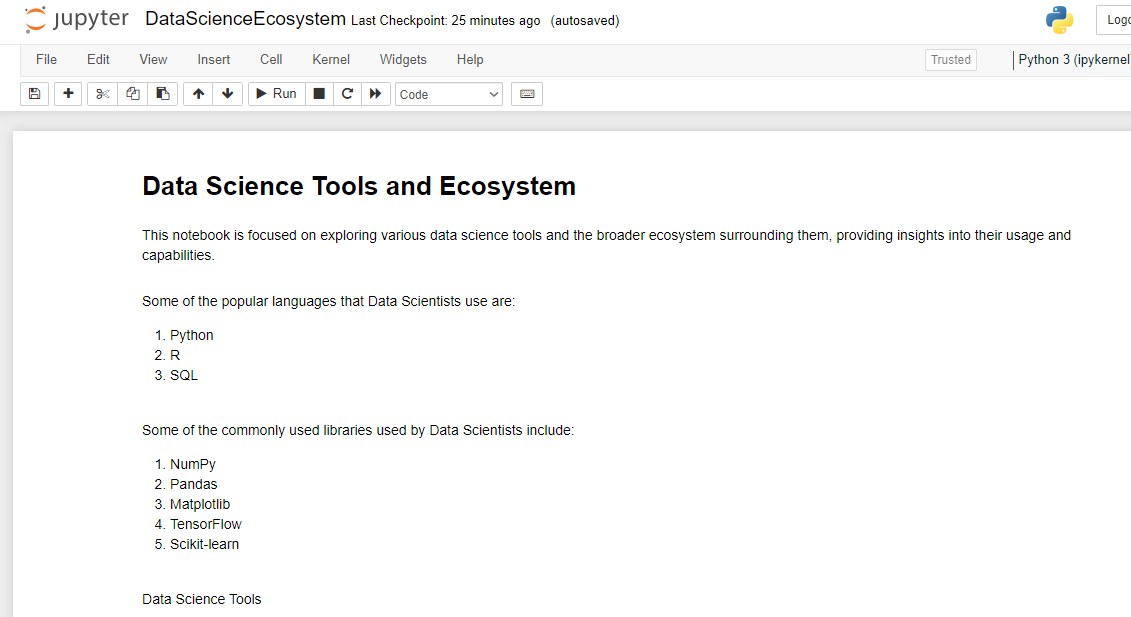 jupyter DataScienceEcosystem Last Checkpoint: 25 minutes ago (autosaved)
File Edit View Insert Cell Kernel Widgets Help Trusted Python 3 (ipykernel
Run Code
Data Science Tools and Ecosystem
This notebook is focused on exploring various data science tools and the broader ecosystem surrounding them, providing insights into their usage and
capabilities.
Some of the popular languages that Data Scientists use are:
1. Python
2. R
3. SQL
Some of the commonly used libraries used by Data Scientists include:
1. NumPy
2. Pandas
3. Matplotlib
4. TensorFlow
5. Scikit-learn
Data Science Tools